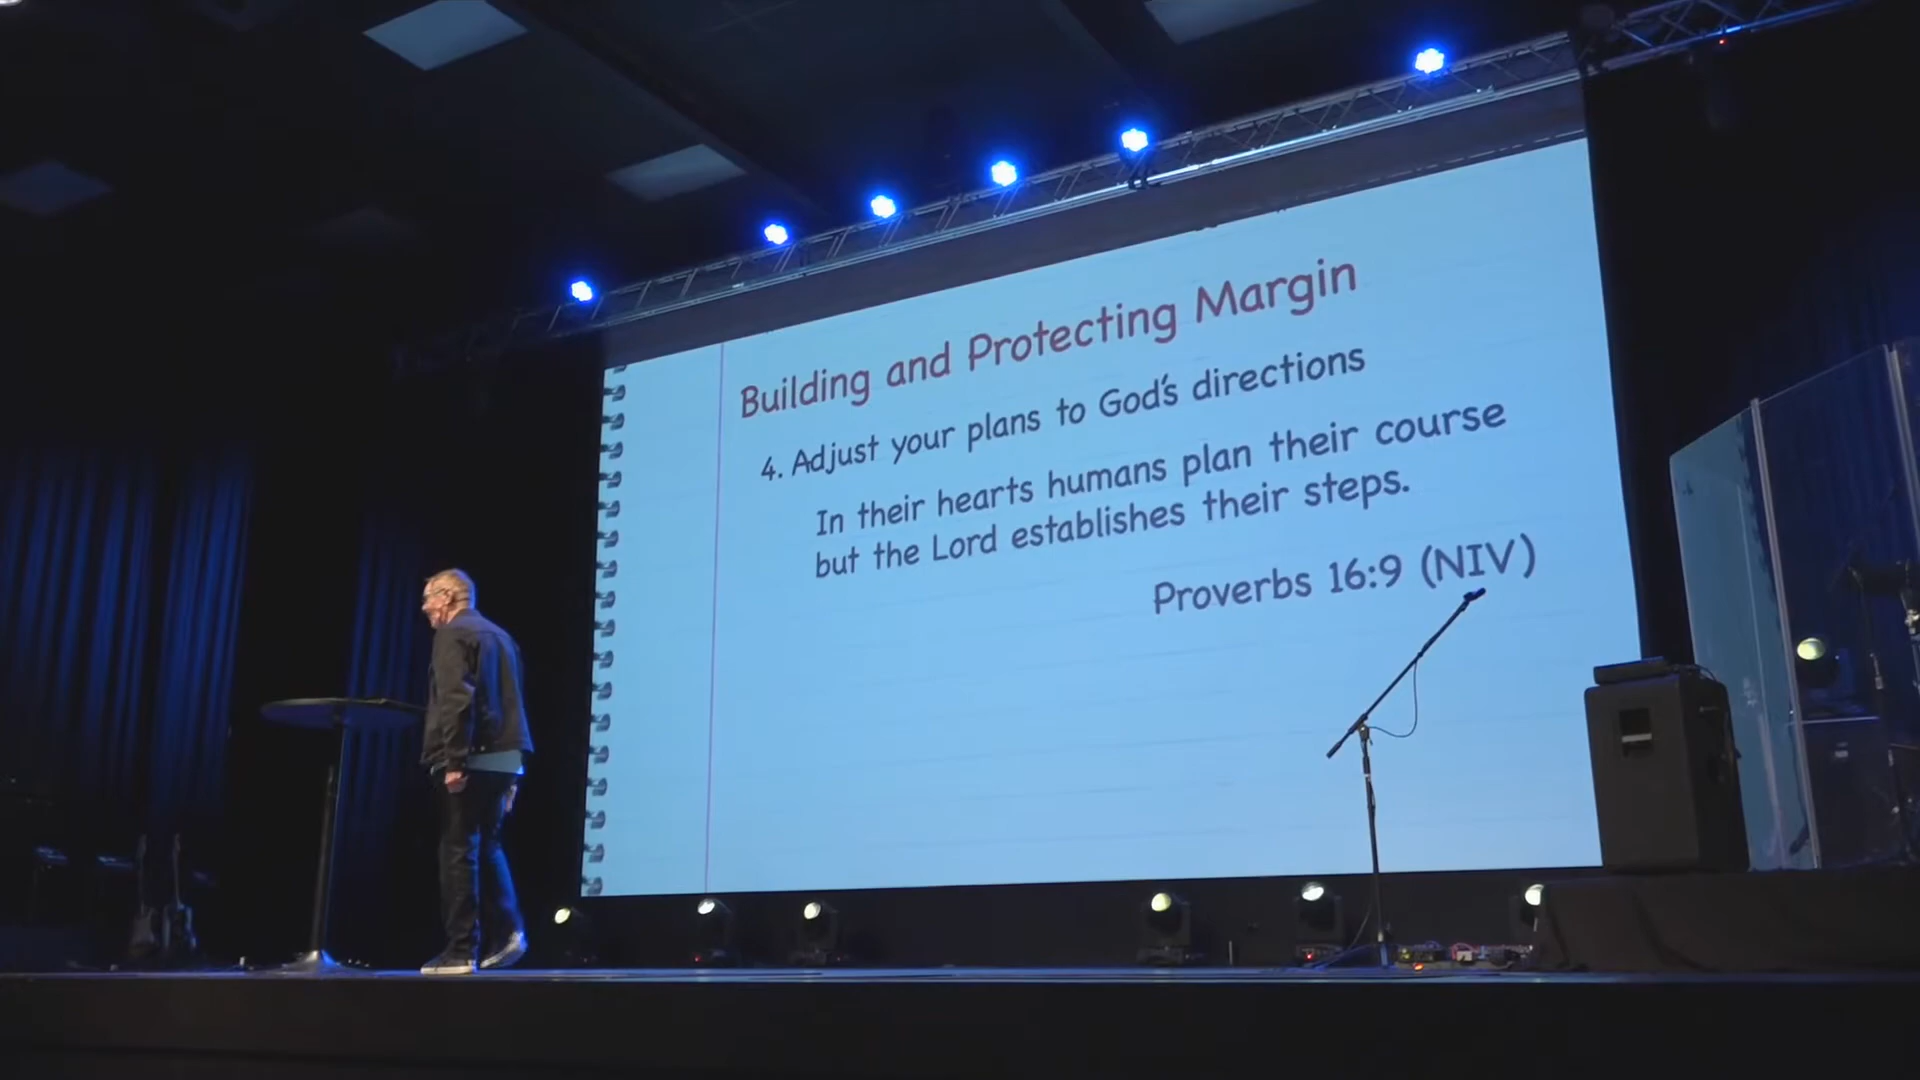 Building and Protecting Margin
4. Adjust your plans to God's directions
In their hearts humans plan their course
but the Lord establishes their steps.
Proverbs 16:9 (NIV)